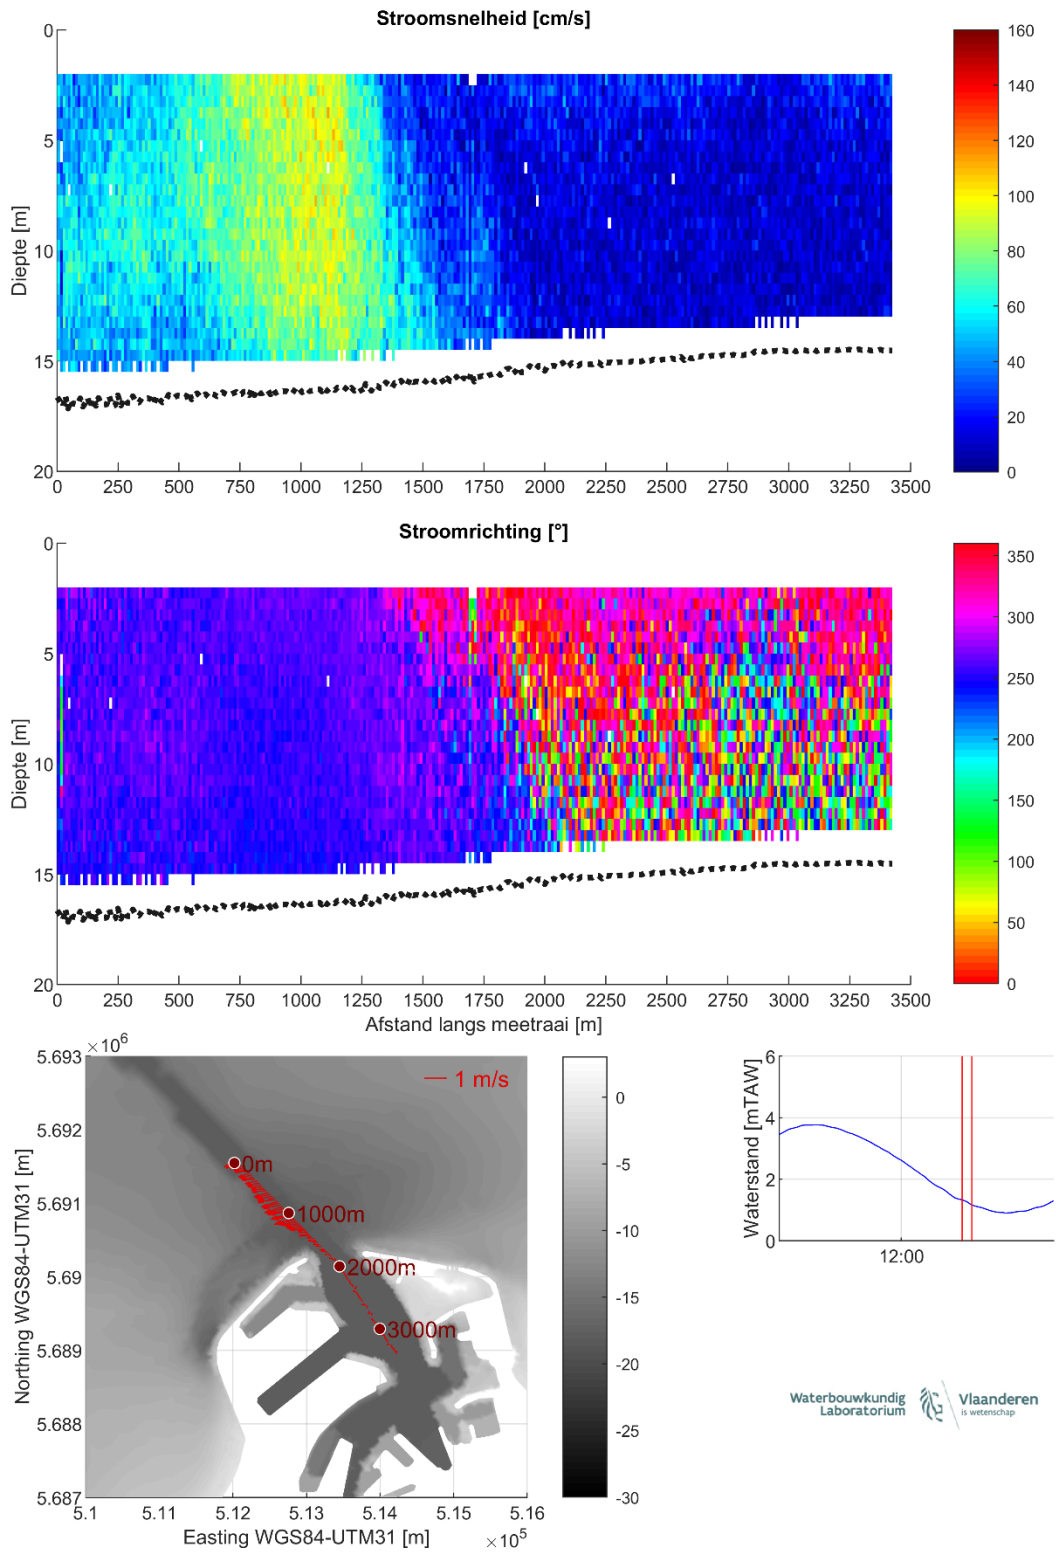 Stroomsnelheid [cm/s]
0
5
10
15
20
Diepte [m]
0 250 500 750 1000 1250 1500 1750 2000 2250 2500 2750 3000 3250 3500
160
140
120
100
80
60
40
20
0
Stroomrichting [°]
0
5
10
15
20
Diepte [m]
0 250 500 750 1000 1250 1500 1750 2000 2250 2500 2750 3000 3250 3500
Afstand langs meetraai [m]
350
300
250
200
150
100
50
0
×10⁶
5.693
5.692
5.691
5.69
5.689
5.688
5.687
Northing WGS84-UTM31 [m]
1 m/s
0m
1000m
2000m
3000m
5.1 5.11 5.12 5.13 5.14 5.15 5.16
Easting WGS84-UTM31 [m]
×10⁵
0
-5
-10
-15
-20
-25
-30
Waterstand [mTAW]
6
4
2
0
12:00
Waterbouwkundig
Laboratorium
Vlaanderen
is wetenschap